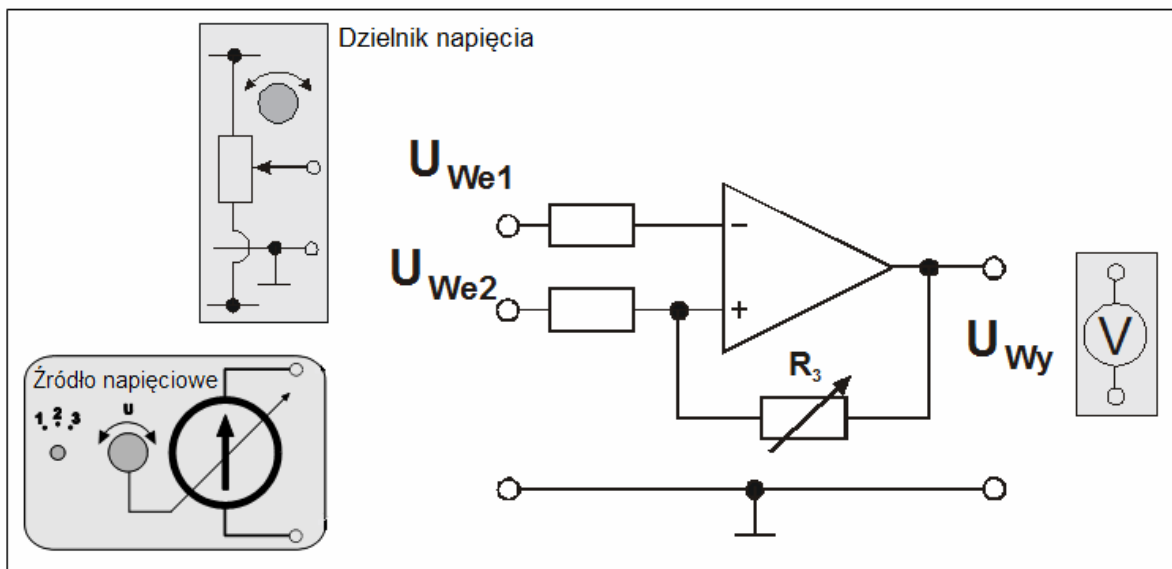 Dzielnik napięcia
U We1
U We2
−
+
R3
U Wy
V
Źródło napięciowe
1 2 3
U